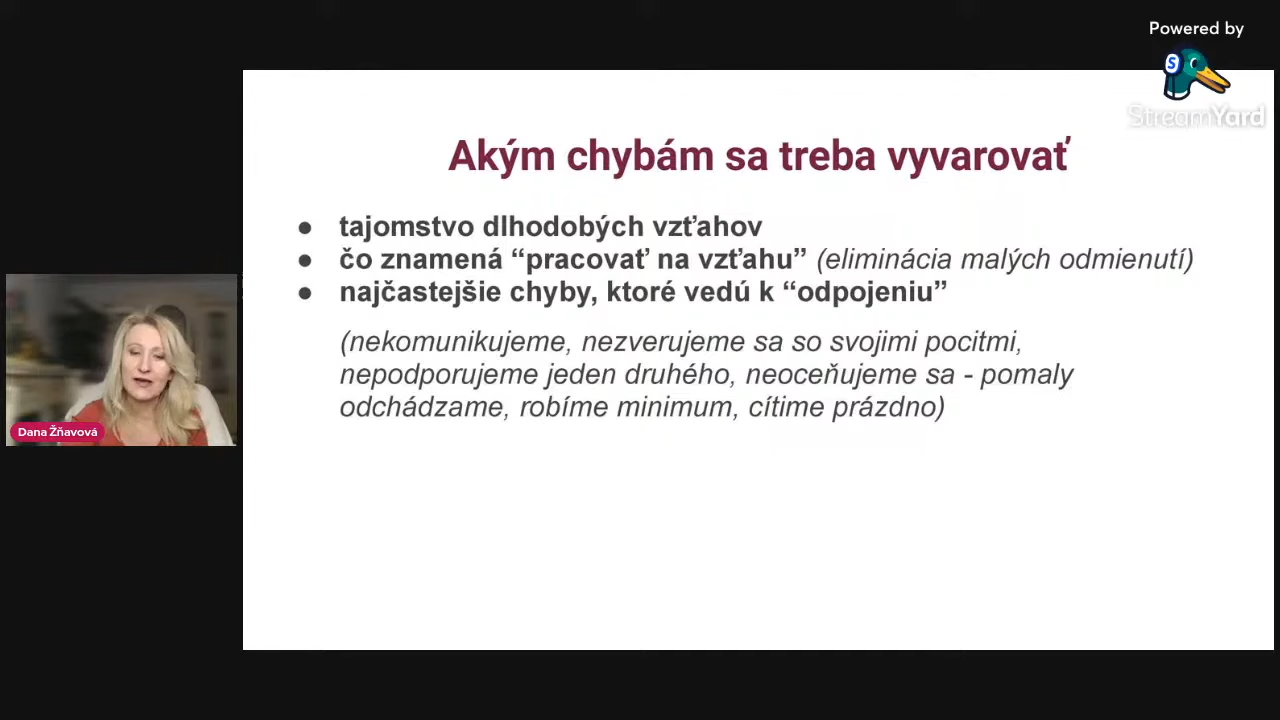 Powered by
S
StreamYard
Akým chybám sa treba vyvarovať
● tajomstvo dlhodobých vzťahov
● čo znamená “pracovať na vzťahu” (eliminácia malých odmienutí)
● najčastejšie chyby, ktoré vedú k “odpojeniu”
(nekomunikujeme, nezverujeme sa so svojimi pocitmi,
nepodporujeme jeden druhého, neoceňujeme sa - pomaly
odchádzame, robíme minimum, cítime prázdno)
Dana Žňavová